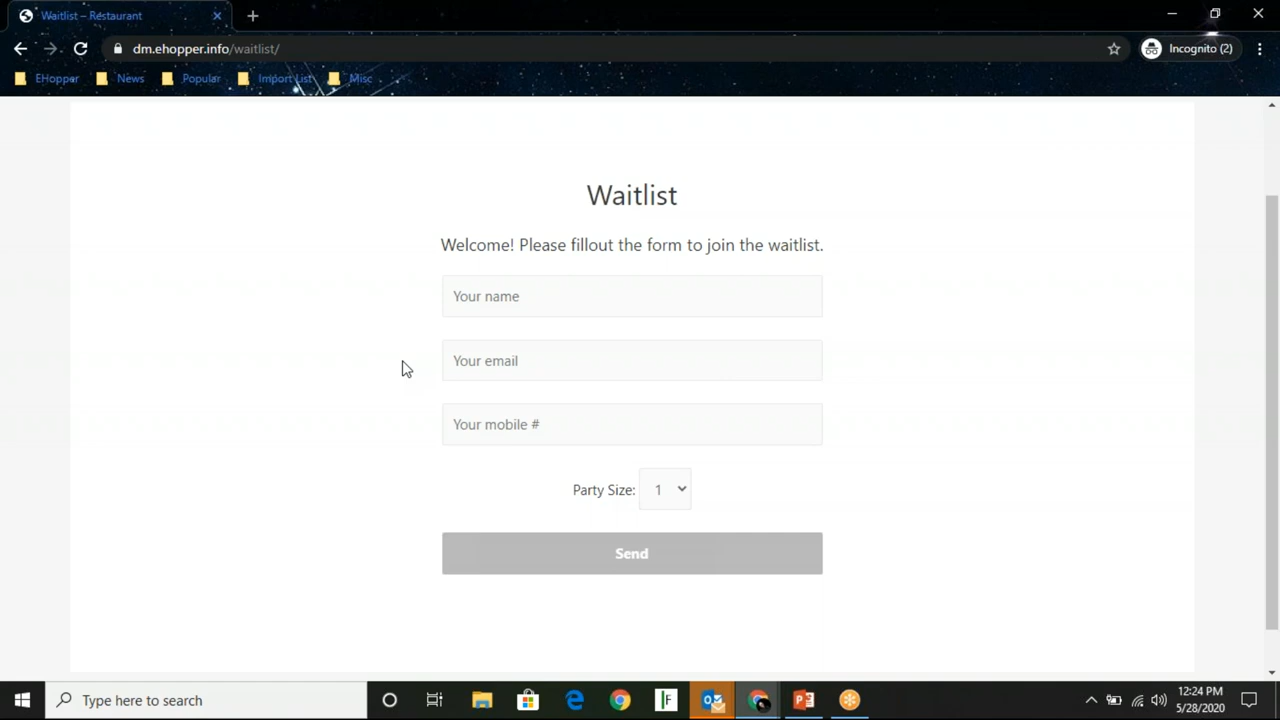 Waitlist – Restaurant
dm.ehopper.info/waitlist/
Incognito (2)
EHopper News Popular Import List Misc
Waitlist
Welcome! Please fillout the form to join the waitlist.
Your name
Your email
Your mobile #
Party Size: 1
Send
Type here to search
12:24 PM
5/28/2020